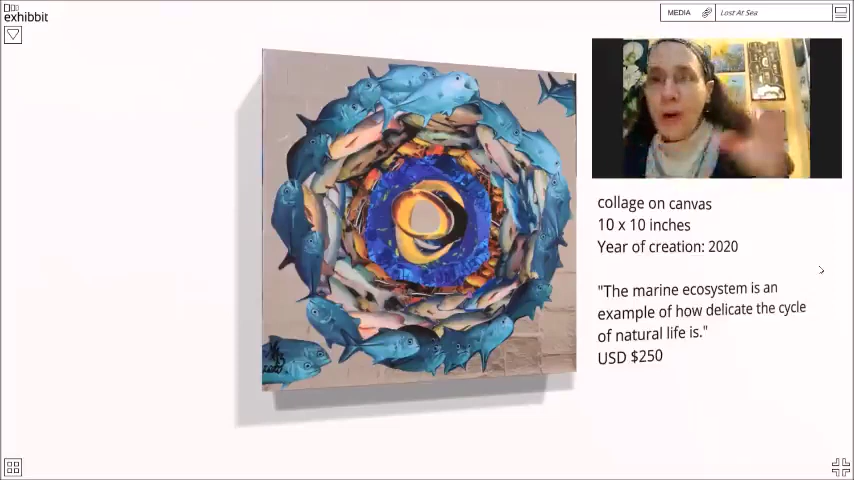 exhibbit
MEDIA
Lost At Sea
collage on canvas
10 x 10 inches
Year of creation: 2020
"The marine ecosystem is an
example of how delicate the cycle
of natural life is."
USD $250